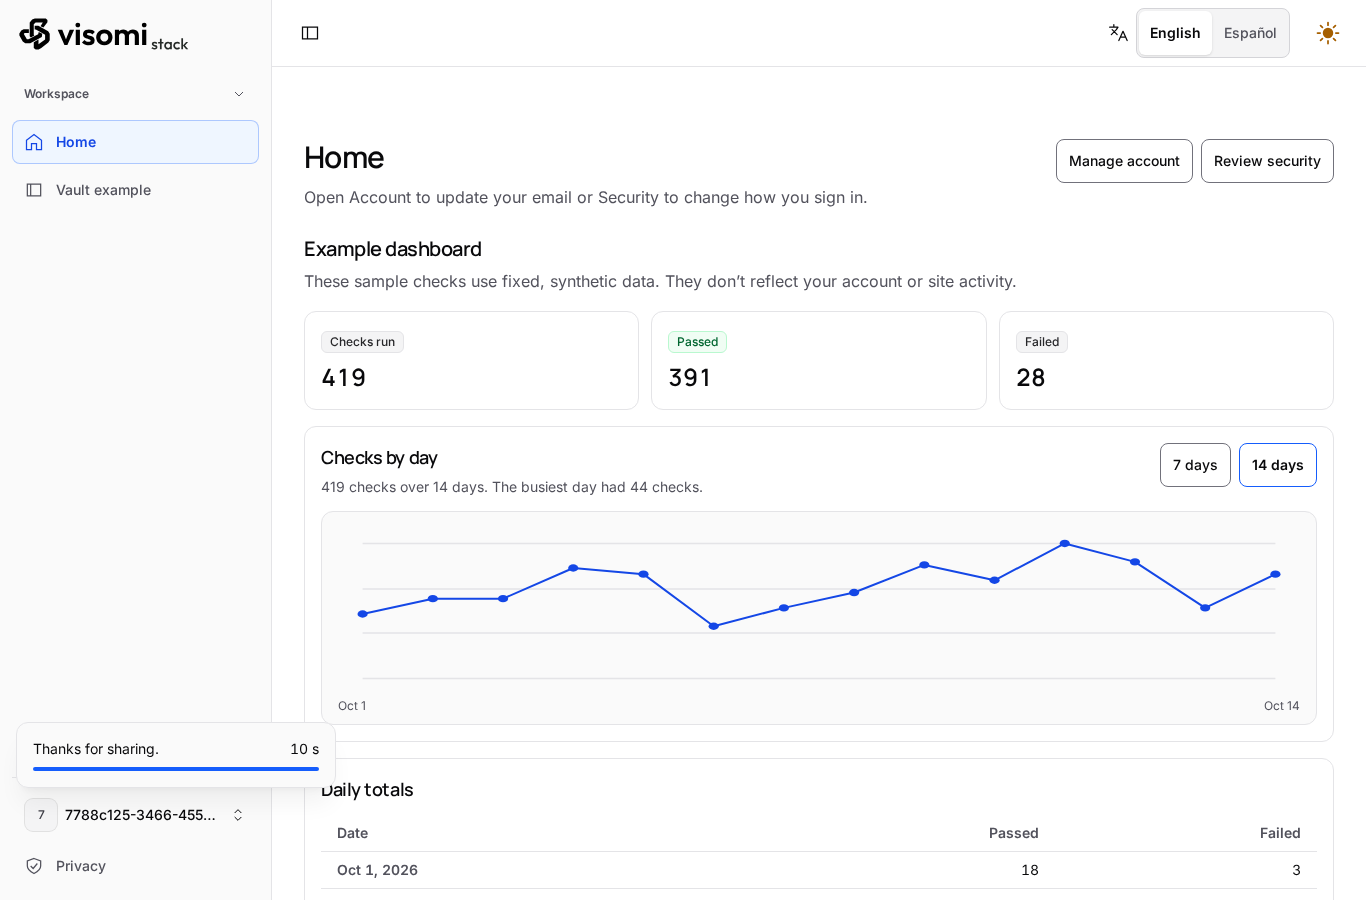 visomi stack
Workspace
Home
Vault example
English
Español
Home
Manage account
Review security
Open Account to update your email or Security to change how you sign in.
Example dashboard
These sample checks use fixed, synthetic data. They don’t reflect your account or site activity.
Checks run
419
Passed
391
Failed
28
Checks by day
419 checks over 14 days. The busiest day had 44 checks.
7 days
14 days
Oct 1
Oct 14
Thanks for sharing.
10 s
Daily totals
Date Passed Failed
Oct 1, 2026 18 3
7
7788c125-3466-455...
Privacy